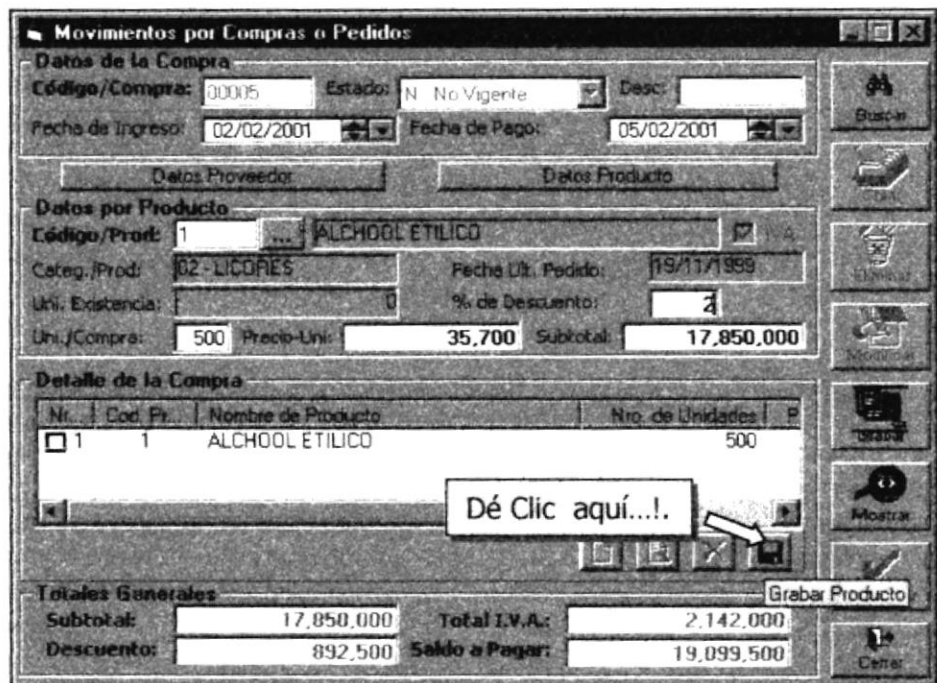 Movimientos por Compras o Pedidos
Datos de la Compra
Código/Compra: 00005 Estado: N No Vigente Desc:
Fecha de Ingreso: 02/02/2001 Fecha de Pago: 05/02/2001
Datos Proveedor Datos Producto
Datos por Producto
Código/Prod: 1 ... ALCHOOL ETILICO IVA
Categ./Prod: 02 - LICORES Fecha Ult. Pedido: 19/11/1999
Uni. Existencia: 0 % de Descuento: 2
Uni./Compra: 500 Precio-Uni: 35,700 Subtotal: 17,850,000
Detalle de la Compra
Nr... Cod. Pr... Nombre de Producto Nro. de Unidades P
1 1 ALCHOOL ETILICO 500
Dé Clic aquí...!.
Totales Generales
Subtotal: 17,850,000 Total I.V.A.: 2,142,000
Descuento: 892,500 Saldo a Pagar: 19,099,500
Buscar
Eliminar
Modificar
Grabar
Mostrar
Grabar Producto
Cerrar